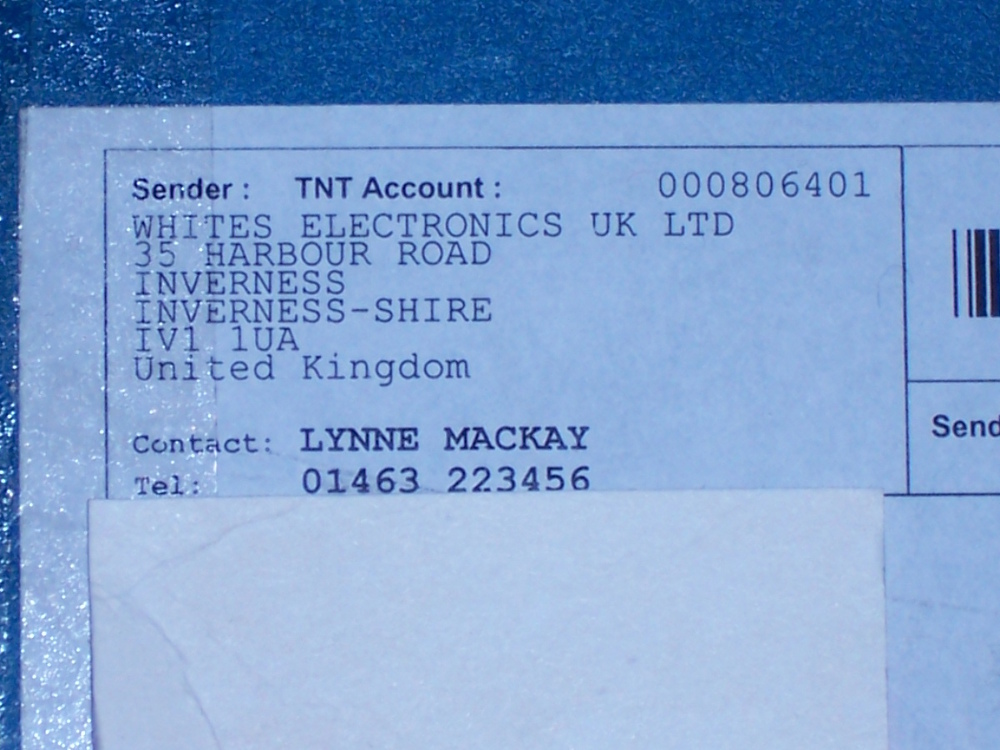 Sender : TNT Account : 000806401
WHITES ELECTRONICS UK LTD
35 HARBOUR ROAD
INVERNESS
INVERNESS-SHIRE
IV1 1UA
United Kingdom
Contact: LYNNE MACKAY
Tel: 01463 223456
Send